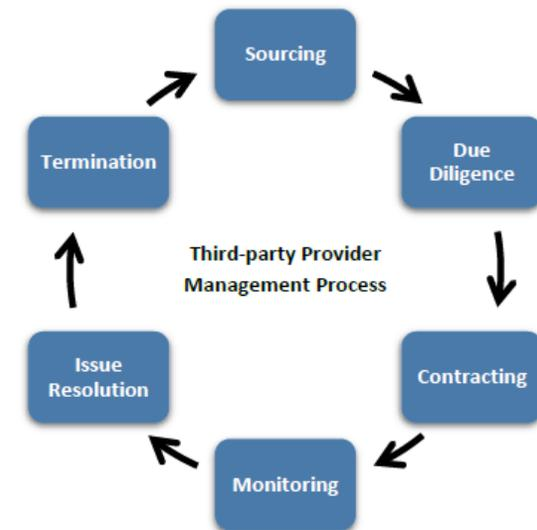 Sourcing
Due
Diligence
Contracting
Monitoring
Issue
Resolution
Termination
Third-party Provider
Management Process